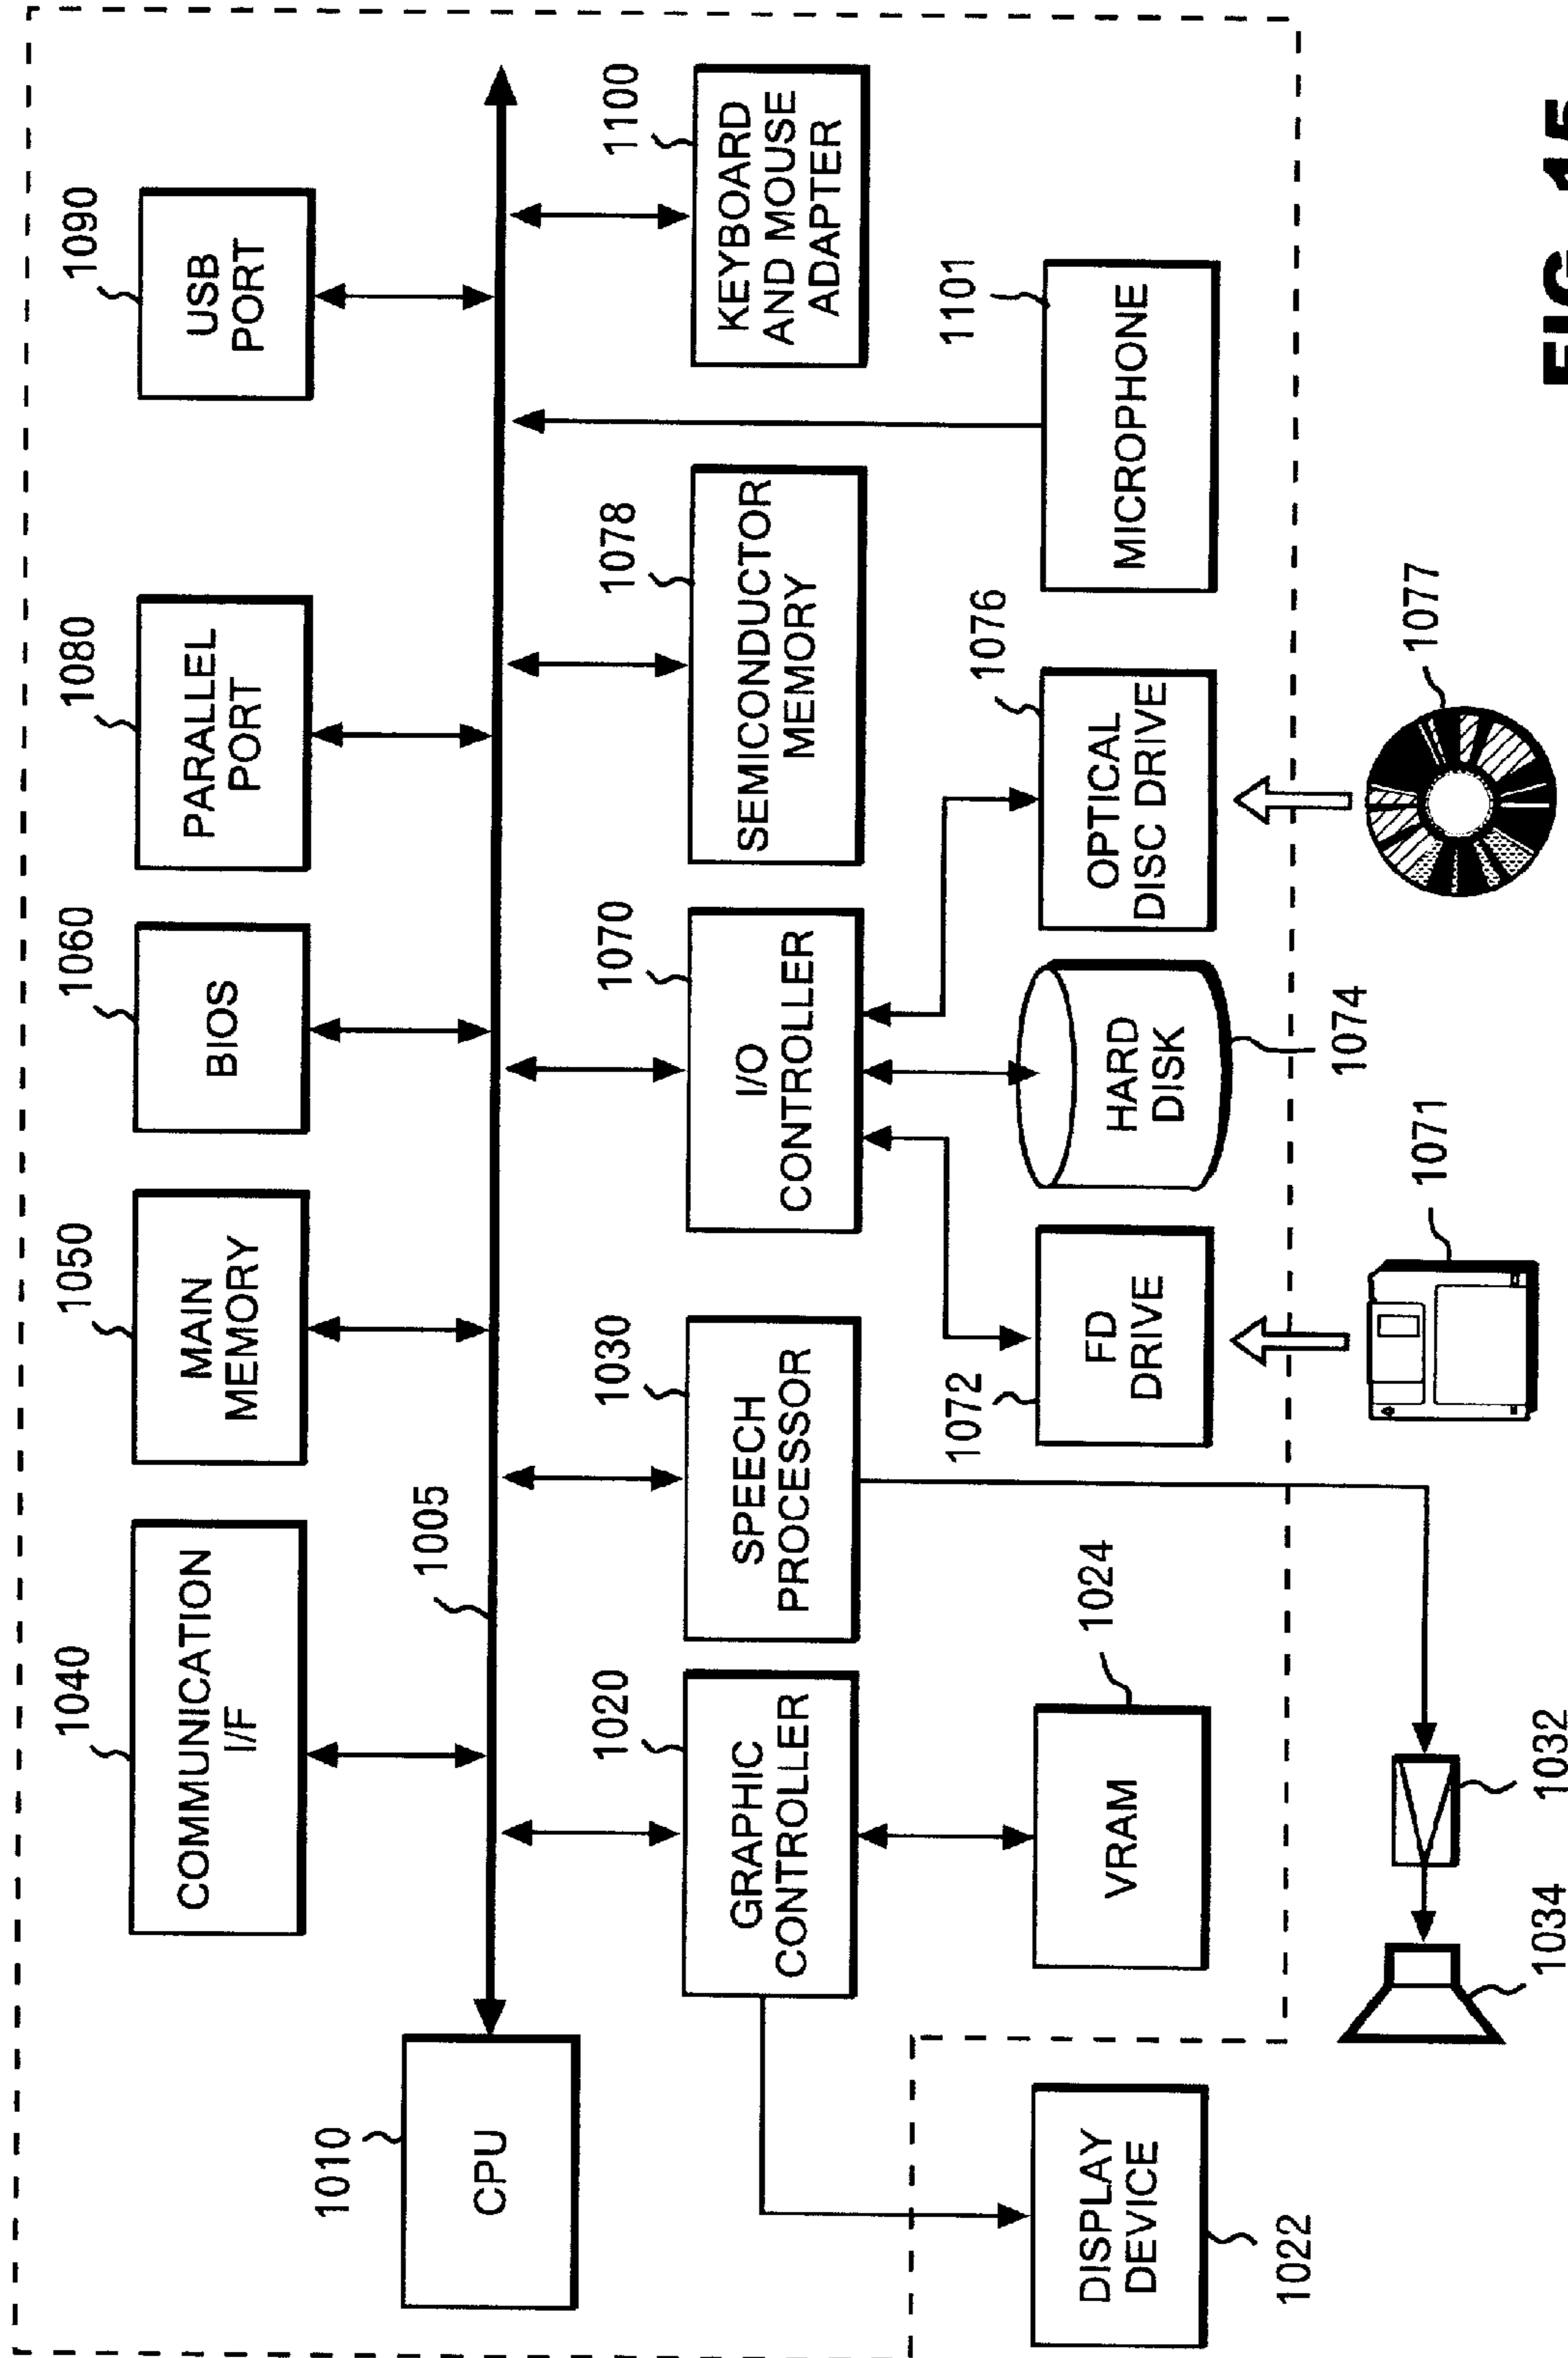 1040
1050
1060
1080
1090
COMMUNICATION
I/F
MAIN
MEMORY
BIOS
PARALLEL
PORT
USB
PORT
1010
1005
CPU
1020
1030
1070
1078
1100
GRAPHIC
CONTROLLER
SPEECH
PROCESSOR
I/O
CONTROLLER
SEMICONDUCTOR
MEMORY
KEYBOARD
AND MOUSE
ADAPTER
1072
1076
1101
1024
DISPLAY
DEVICE
VRAM
FD
DRIVE
HARD
DISK
OPTICAL
DISC DRIVE
MICROPHONE
1022
1074
1071
1077
1034
1032
FIG. 15